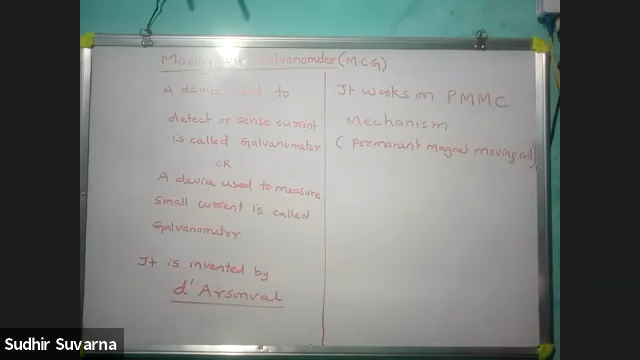 Moving Coil Galvanometer (M.C.G)
A device used to
detect or sense current
is called Galvanometer
OR
A device used to measure
small current is called
Galvanometer
It is invented by
d'Arsonval
It works on PMMC
Mechanism
( permanent magnet moving coil)
Sudhir Suvarna